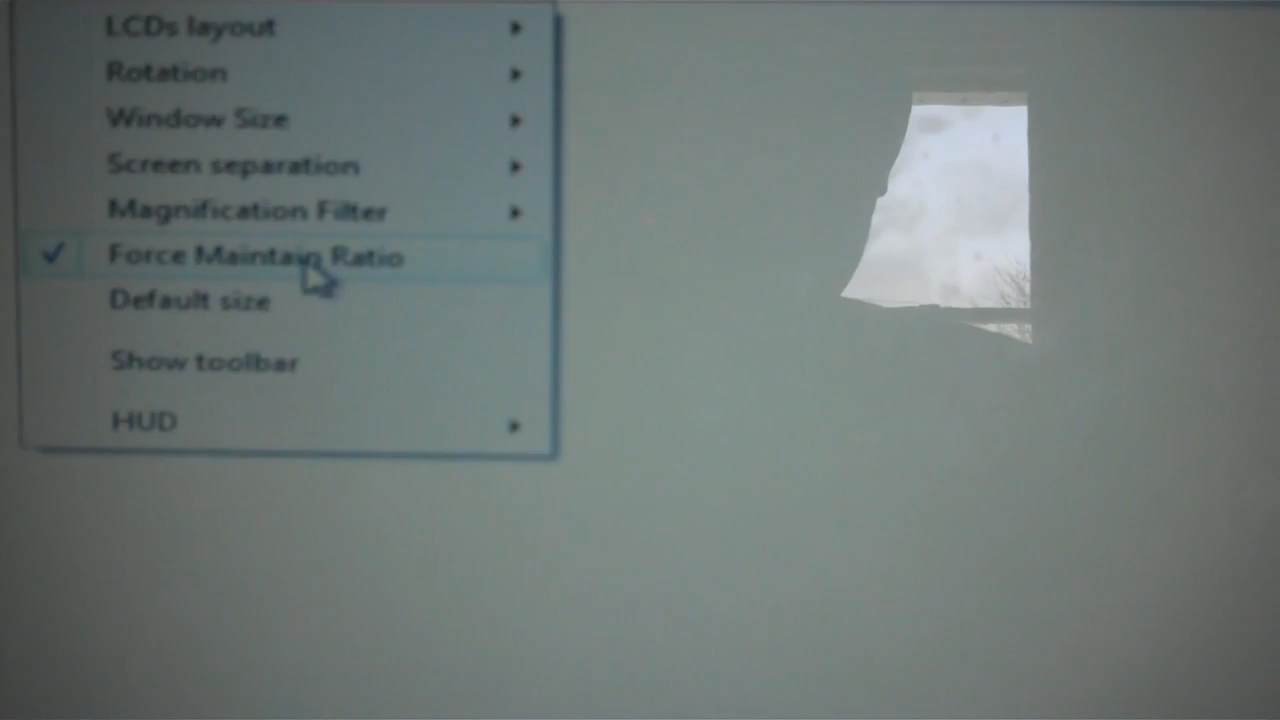 LCDs layout
Rotation
Window Size
Screen separation
Magnification Filter
Force Maintain Ratio
Default size
Show toolbar
HUD